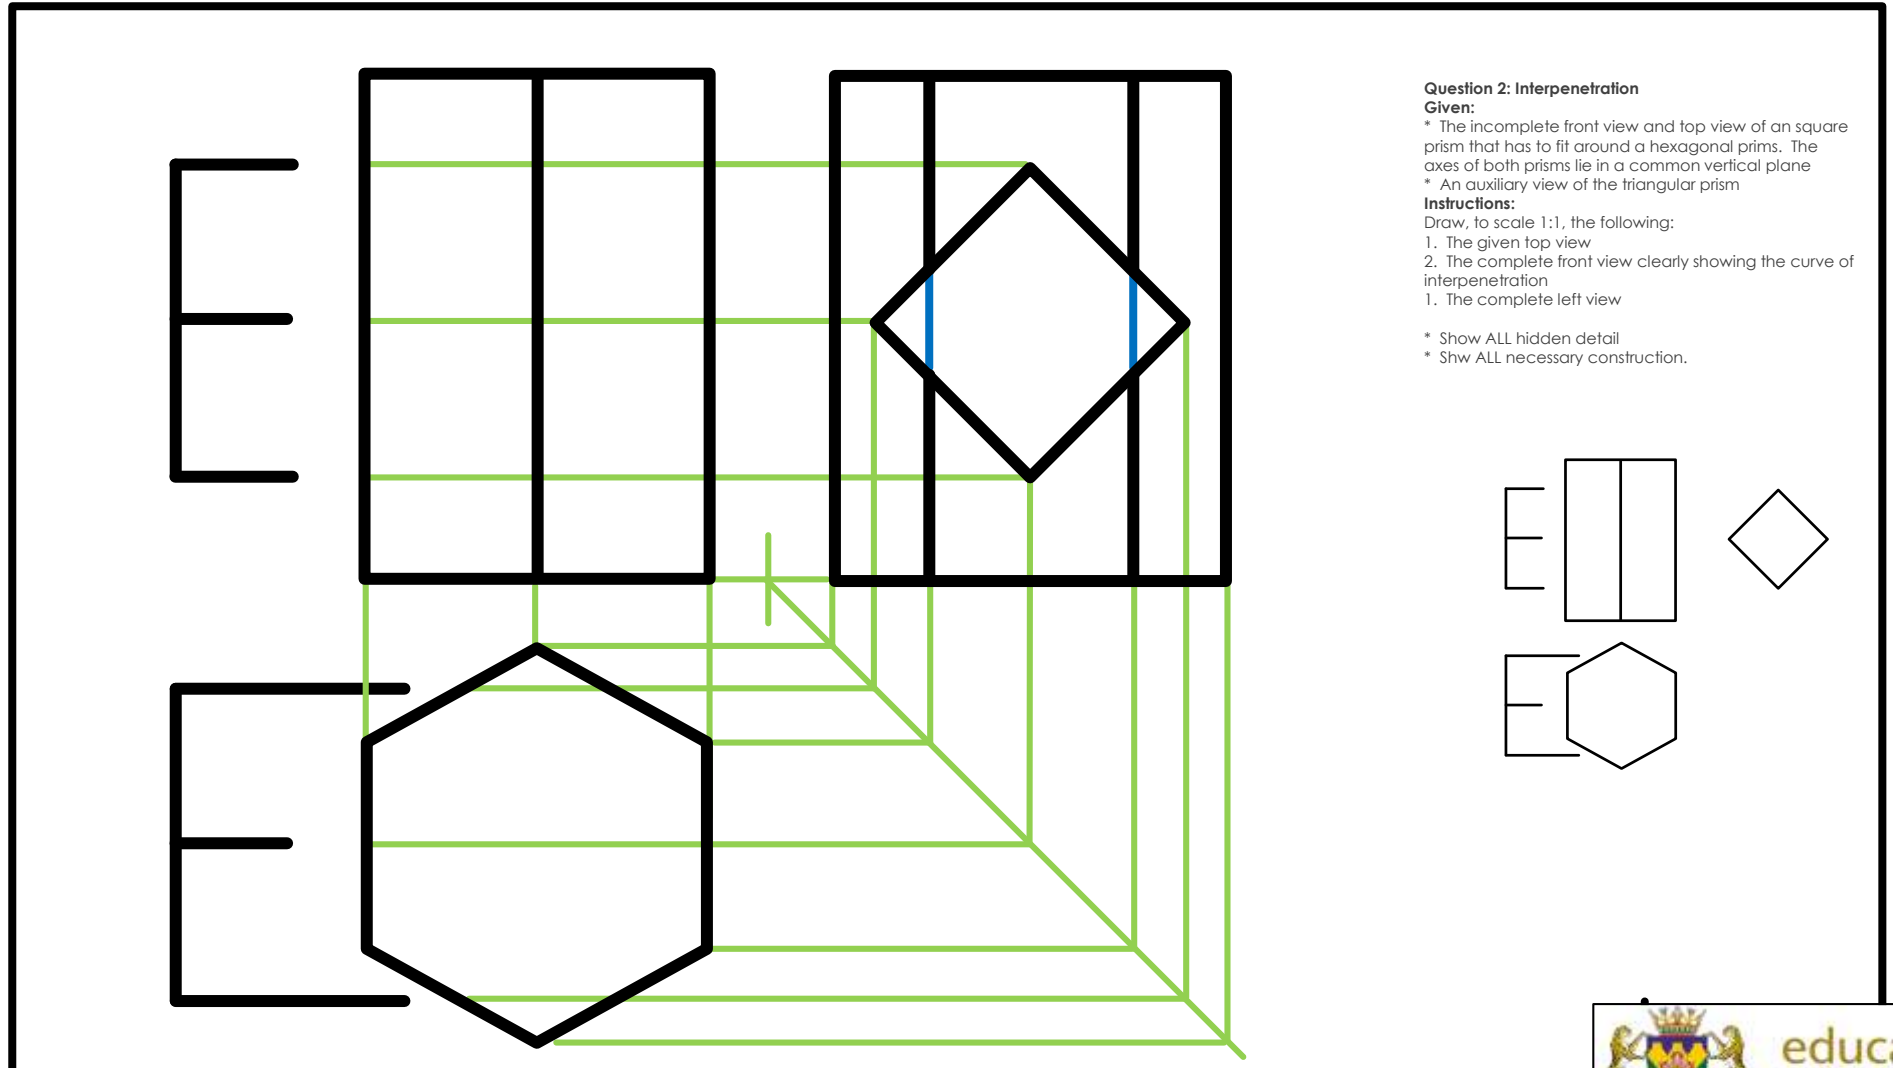 Question 2: Interpenetration
Given:
* The incomplete front view and top view of an square
prism that has to fit around a hexagonal prims. The
axes of both prisms lie in a common vertical plane
* An auxiliary view of the triangular prism
Instructions:
Draw, to scale 1:1, the following:
1. The given top view
2. The complete front view clearly showing the curve of
interpenetration
1. The complete left view
* Show ALL hidden detail
* Shw ALL necessary construction.